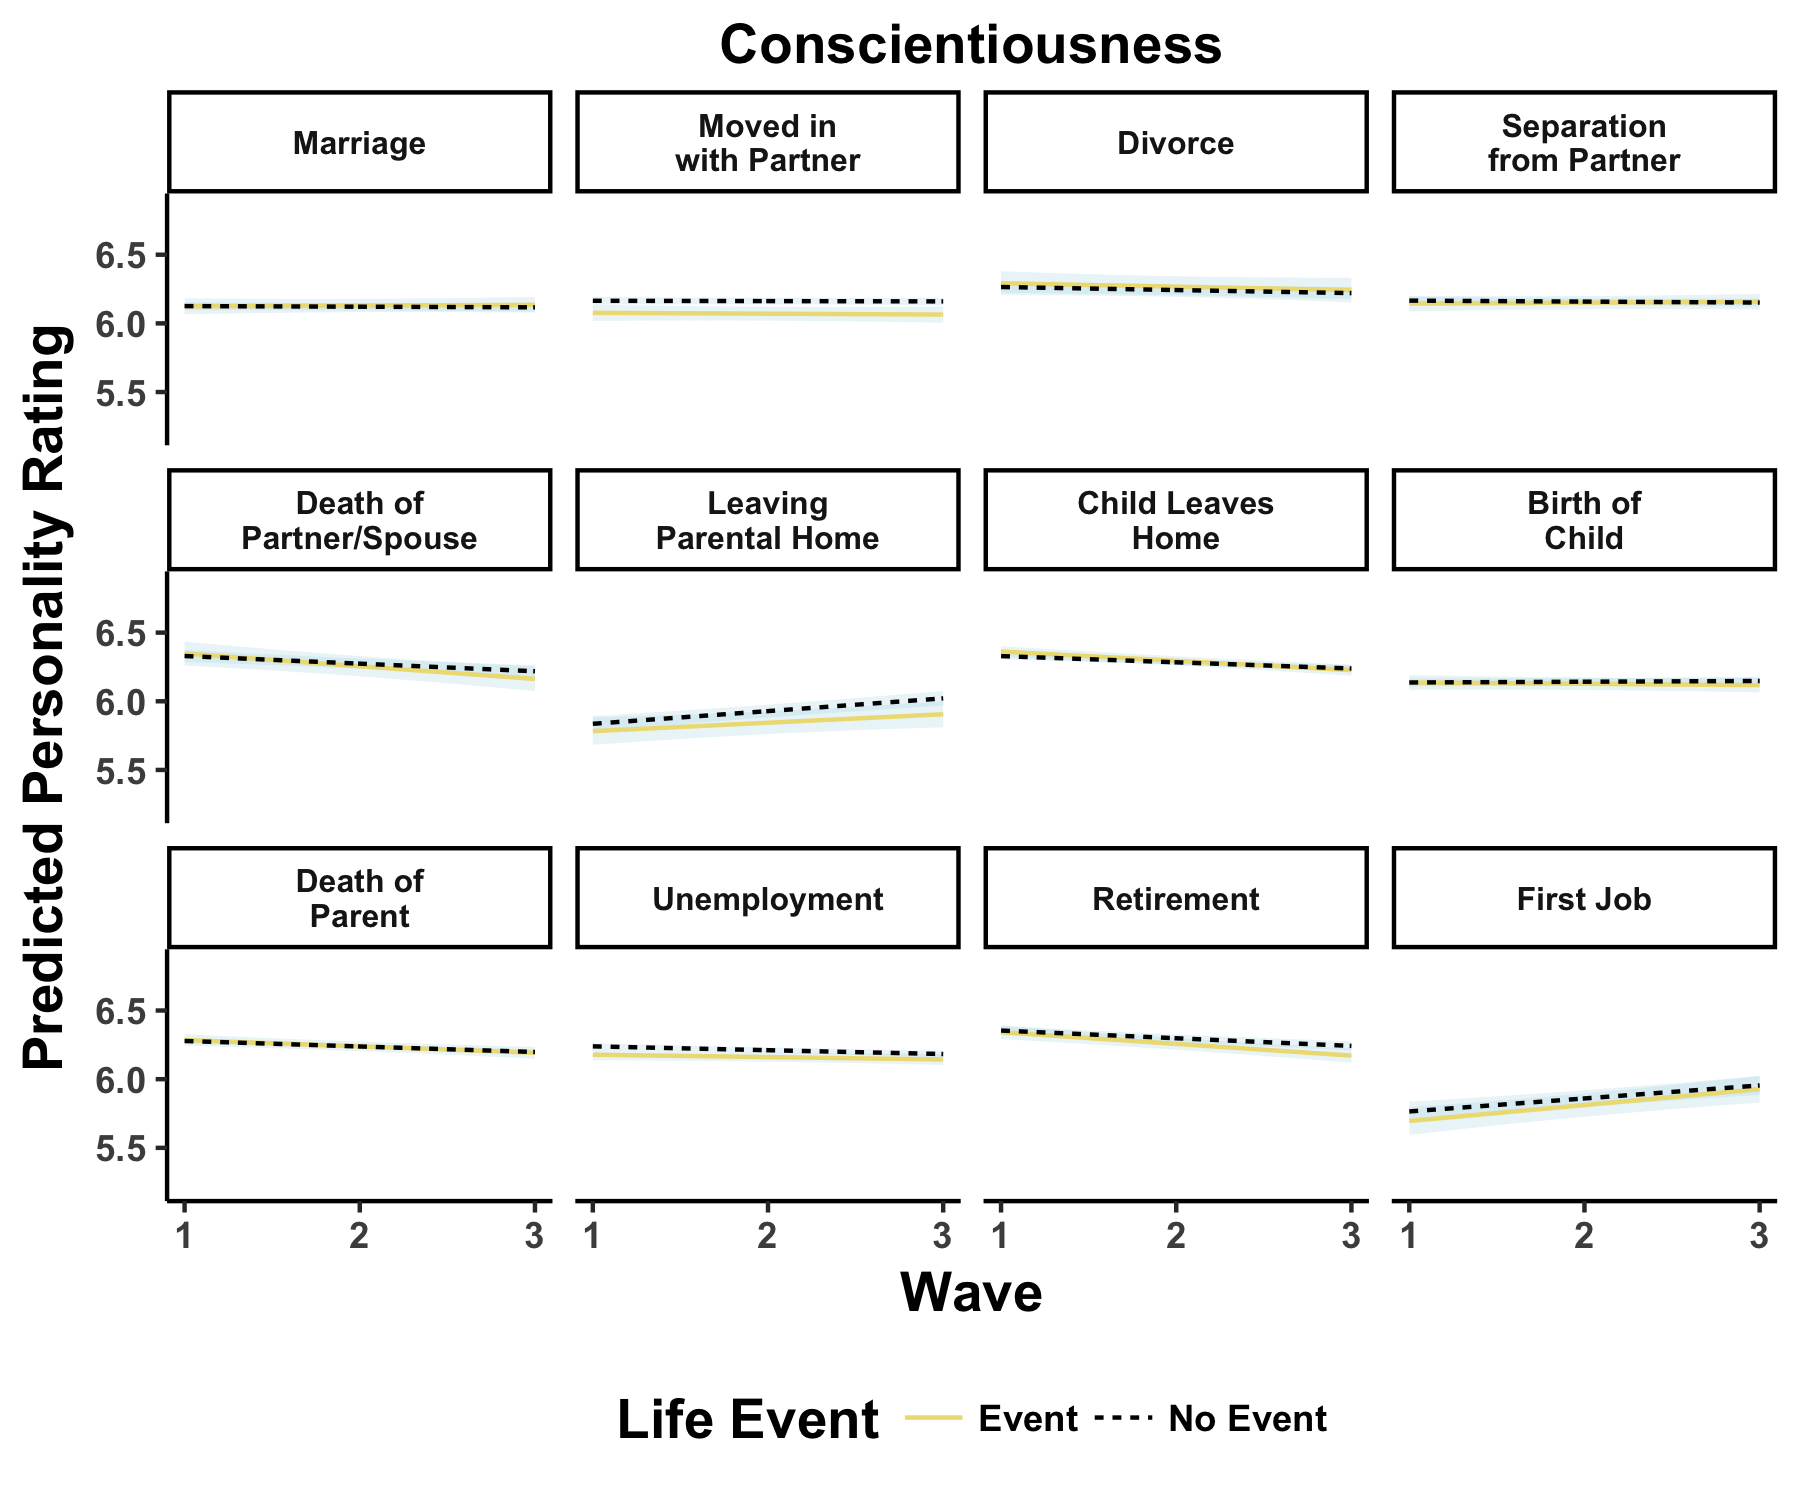 Conscientiousness
Marriage
Moved in
with Partner
Divorce
Separation
from Partner
6.5
6.0
5.5
Death of
Partner/Spouse
Leaving
Parental Home
Child Leaves
Home
Birth of
Child
6.5
6.0
5.5
Death of
Parent
Unemployment
Retirement
First Job
6.5
6.0
5.5
1 2 3 1 2 3 1 2 3 1 2 3
Predicted Personality Rating
Wave
Life Event Event No Event